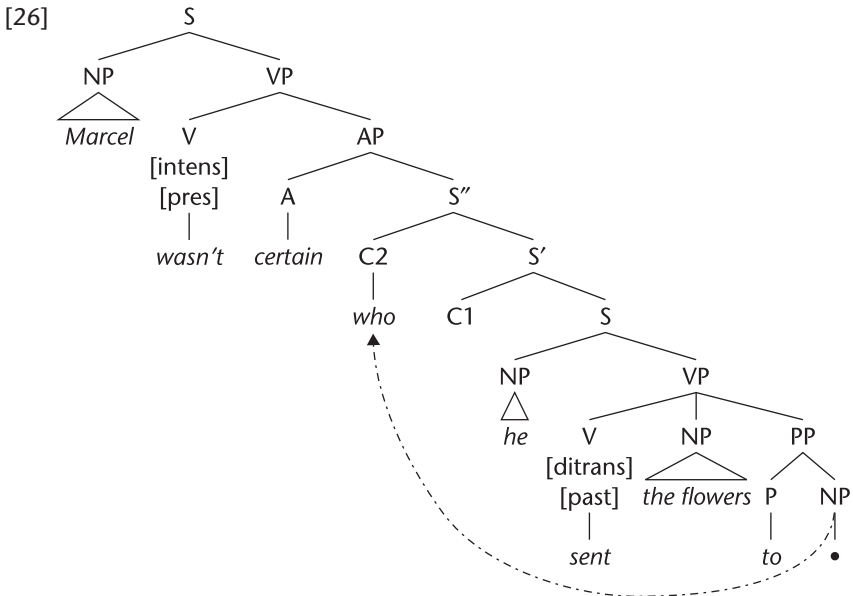 [26] S
NP VP
Marcel V AP
[intens]
[pres] A S″
wasn't certain C2 S′
who C1 S
NP VP
he V NP PP
[ditrans]
[past] the flowers P NP
sent to •